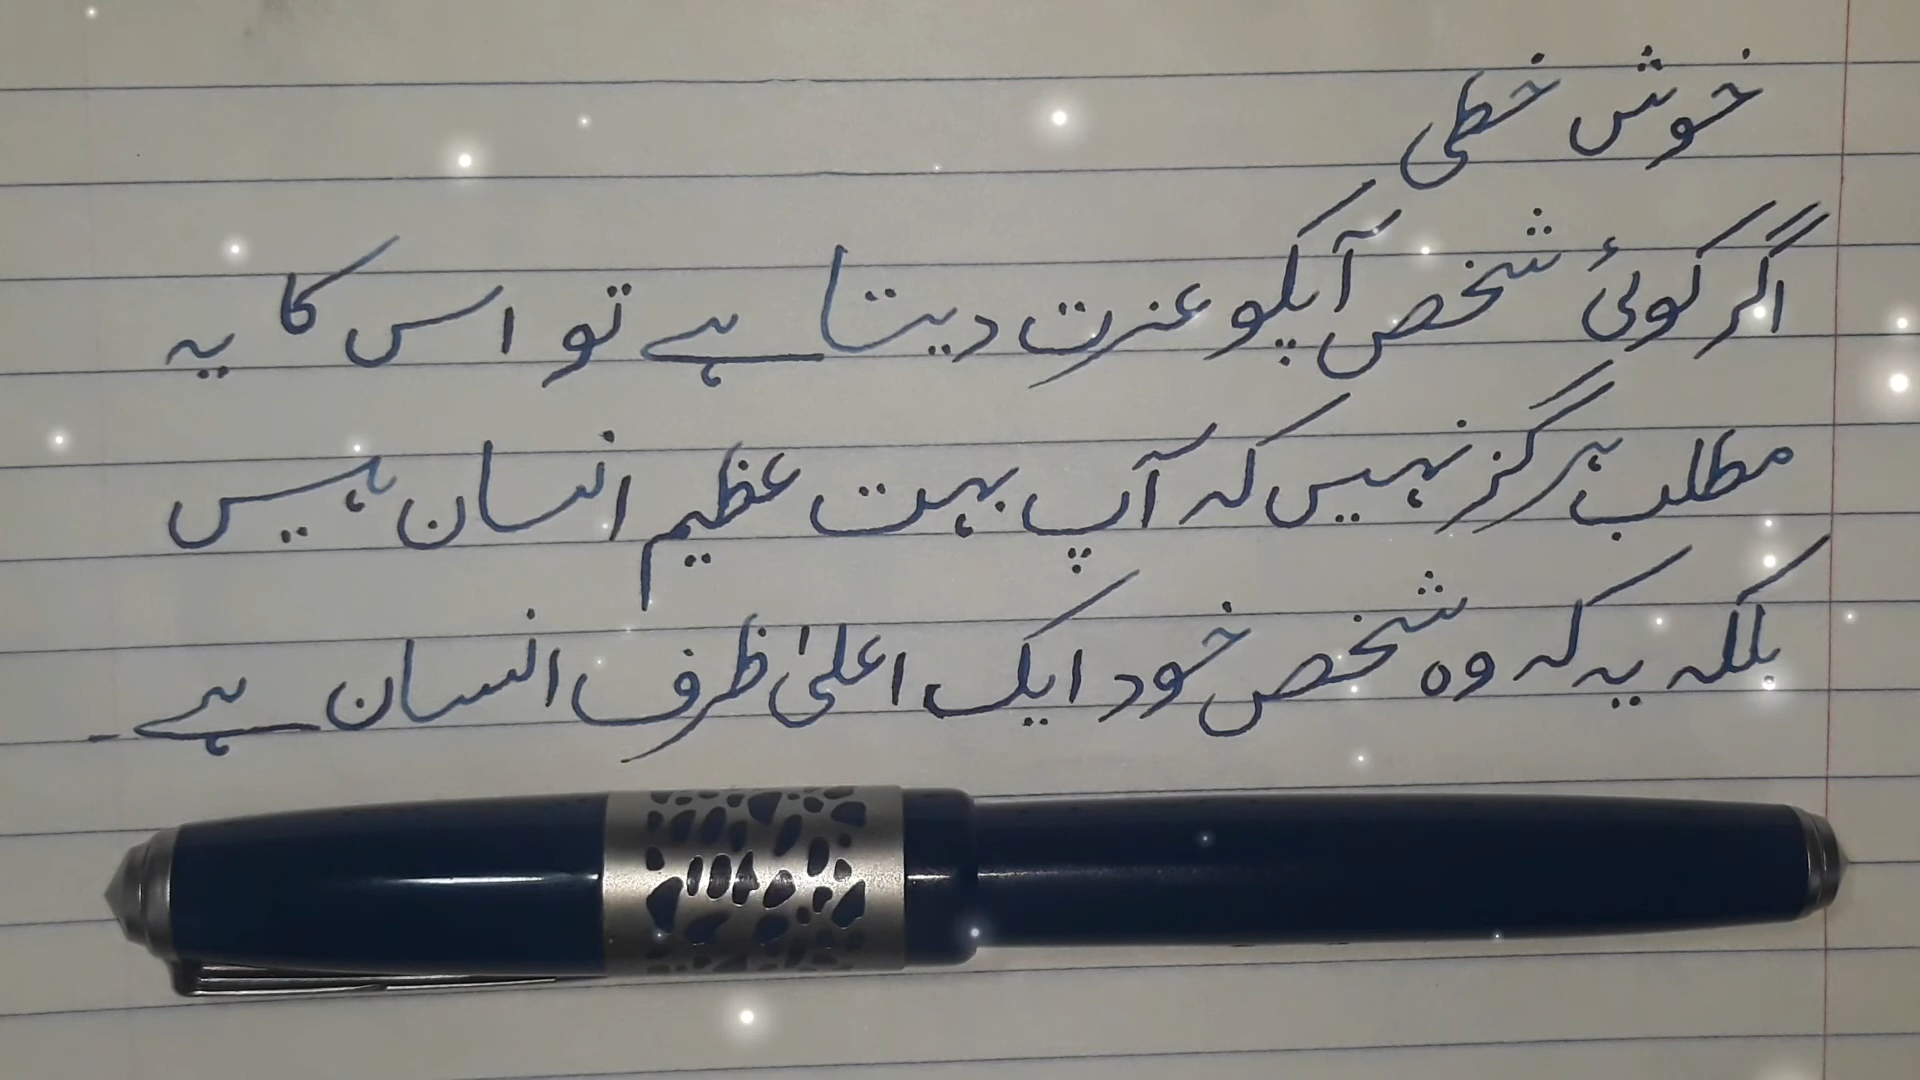 خوش خطی
اگر کوئی شخص آپکو عزت دیتا ہے تو اس کا یہ
مطلب ہرگز نہیں کہ آپ بہت عظیم انسان ہیں
بلکہ یہ کہ وہ شخص خود ایک اعلیٰ ظرف انسان ہے ۔